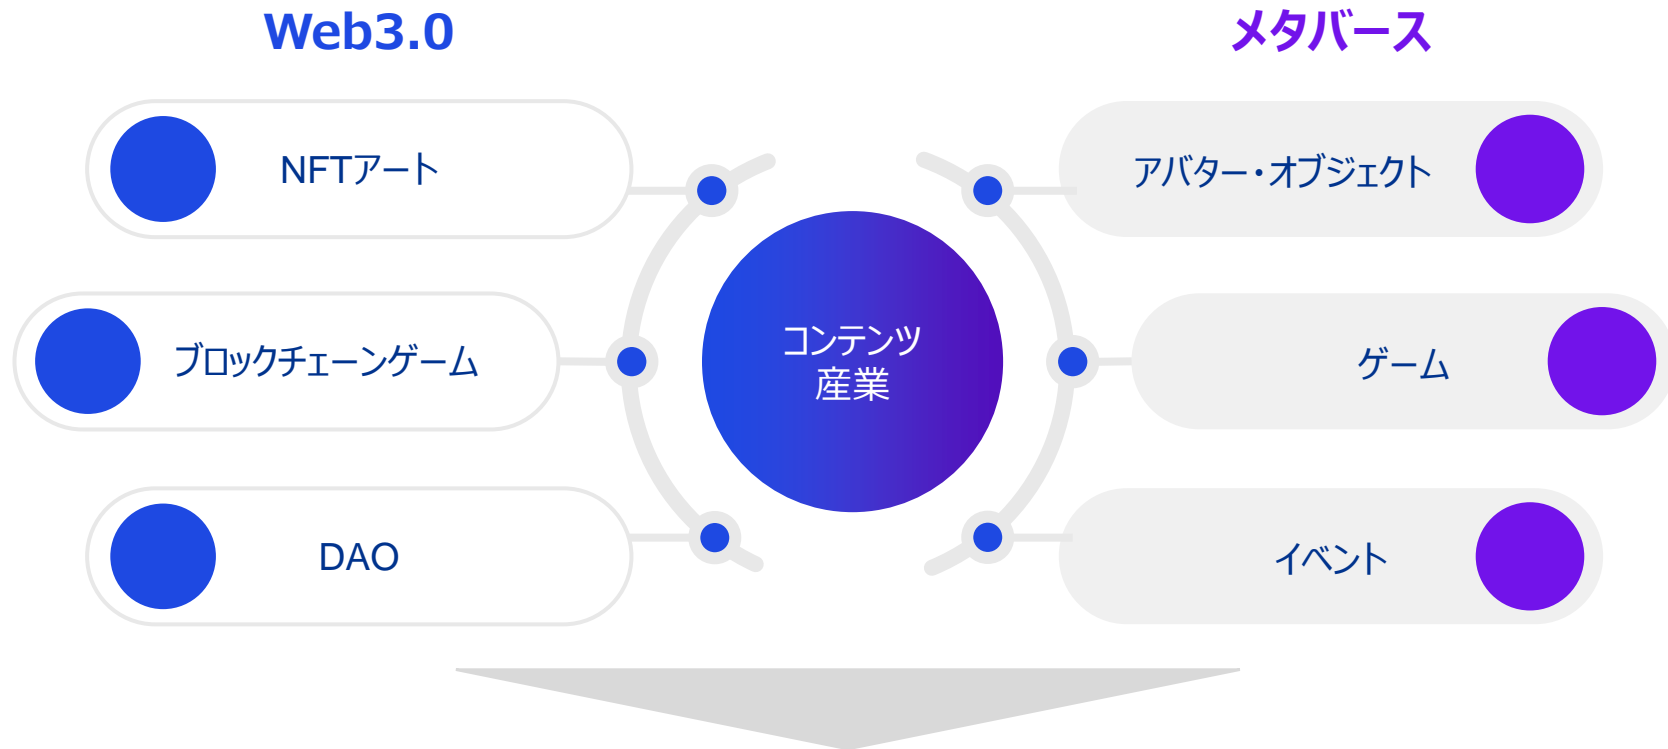 Web3.0
メタバース
NFTアート
ブロックチェーンゲーム
DAO
コンテンツ
産業
アバター・オブジェクト
ゲーム
イベント